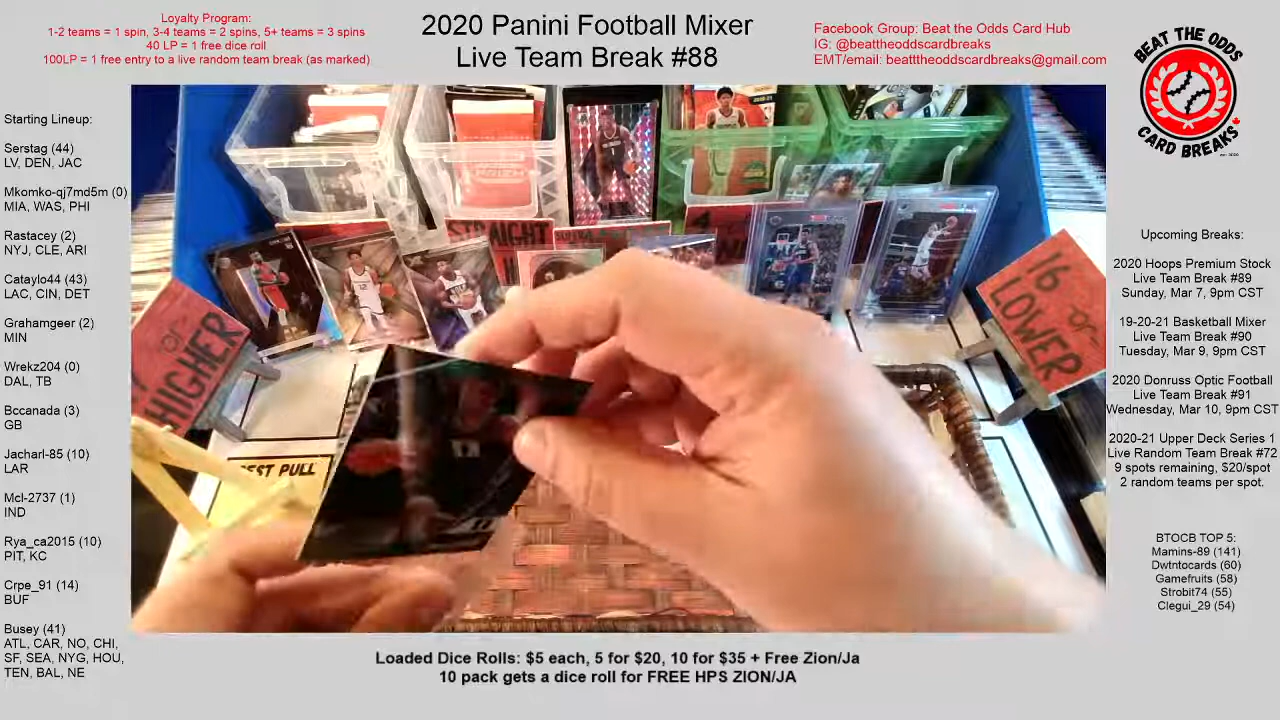 Loyalty Program:
1-2 teams = 1 spin, 3-4 teams = 2 spins, 5+ teams = 3 spins
40 LP = 1 free dice roll
100LP = 1 free entry to a live random team break (as marked)
2020 Panini Football Mixer
Live Team Break #88
Facebook Group: Beat the Odds Card Hub
IG: @beattheoddscardbreaks
EMT/email: beatttheoddscardbreaks@gmail.com
BEAT THE ODDS
CARD BREAKS
Starting Lineup:
Serstag (44)
LV, DEN, JAC
Mkomko-qj7md5m (0)
MIA, WAS, PHI
Rastacey (2)
NYJ, CLE, ARI
Cataylo44 (43)
LAC, CIN, DET
Grahamgeer (2)
MIN
Wrekz204 (0)
DAL, TB
Bccanada (3)
GB
Jacharl-85 (10)
LAR
Mcl-2737 (1)
IND
Rya_ca2015 (10)
PIT, KC
Crpe_91 (14)
BUF
Busey (41)
ATL, CAR, NO, CHI,
SF, SEA, NYG, HOU,
TEN, BAL, NE
STRAIGHT
or
HIGHER
16 or
LOWER
BEST PULL
Upcoming Breaks:
2020 Hoops Premium Stock
Live Team Break #89
Sunday, Mar 7, 9pm CST
19-20-21 Basketball Mixer
Live Team Break #90
Tuesday, Mar 9, 9pm CST
2020 Donruss Optic Football
Live Team Break #91
Wednesday, Mar 10, 9pm CST
2020-21 Upper Deck Series 1
Live Random Team Break #72
9 spots remaining, $20/spot
2 random teams per spot.
BTOCB TOP 5:
Mamins-89 (141)
Dwtntocards (60)
Gamefruits (58)
Strobit74 (55)
Clegui_29 (54)
Loaded Dice Rolls: $5 each, 5 for $20, 10 for $35 + Free Zion/Ja
10 pack gets a dice roll for FREE HPS ZION/JA